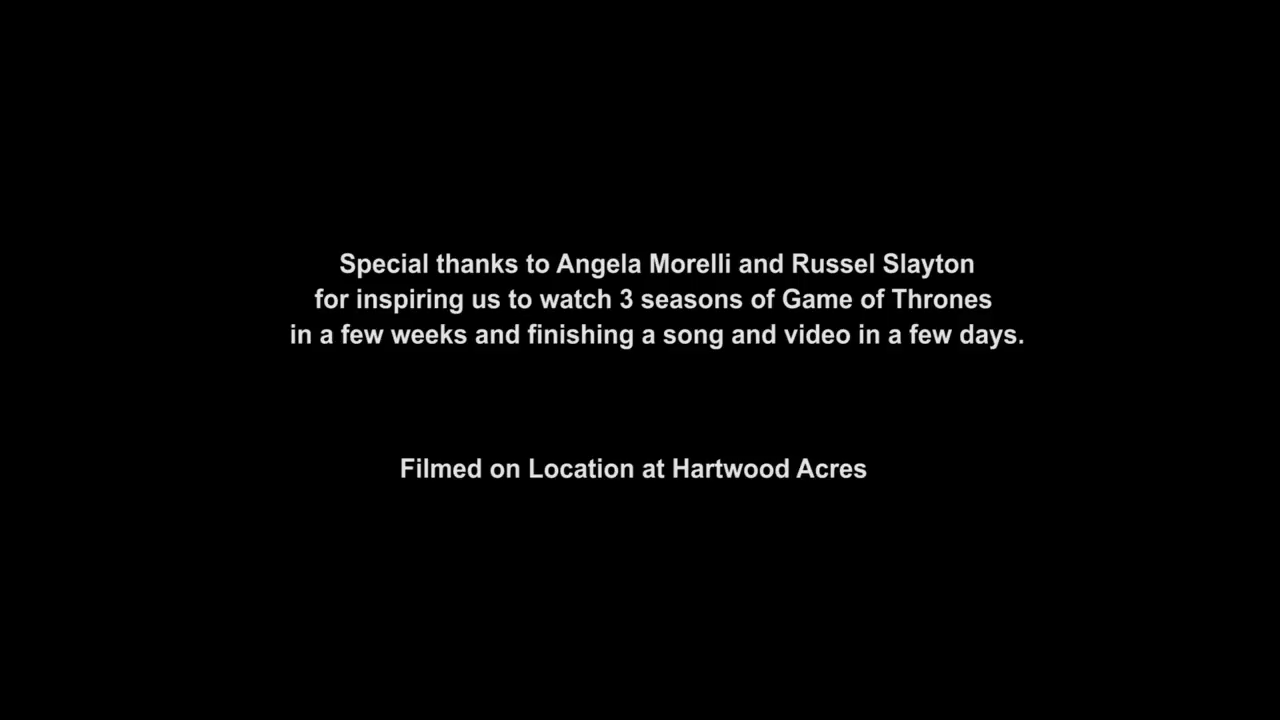 Special thanks to Angela Morelli and Russel Slayton
for inspiring us to watch 3 seasons of Game of Thrones
in a few weeks and finishing a song and video in a few days.
Filmed on Location at Hartwood Acres